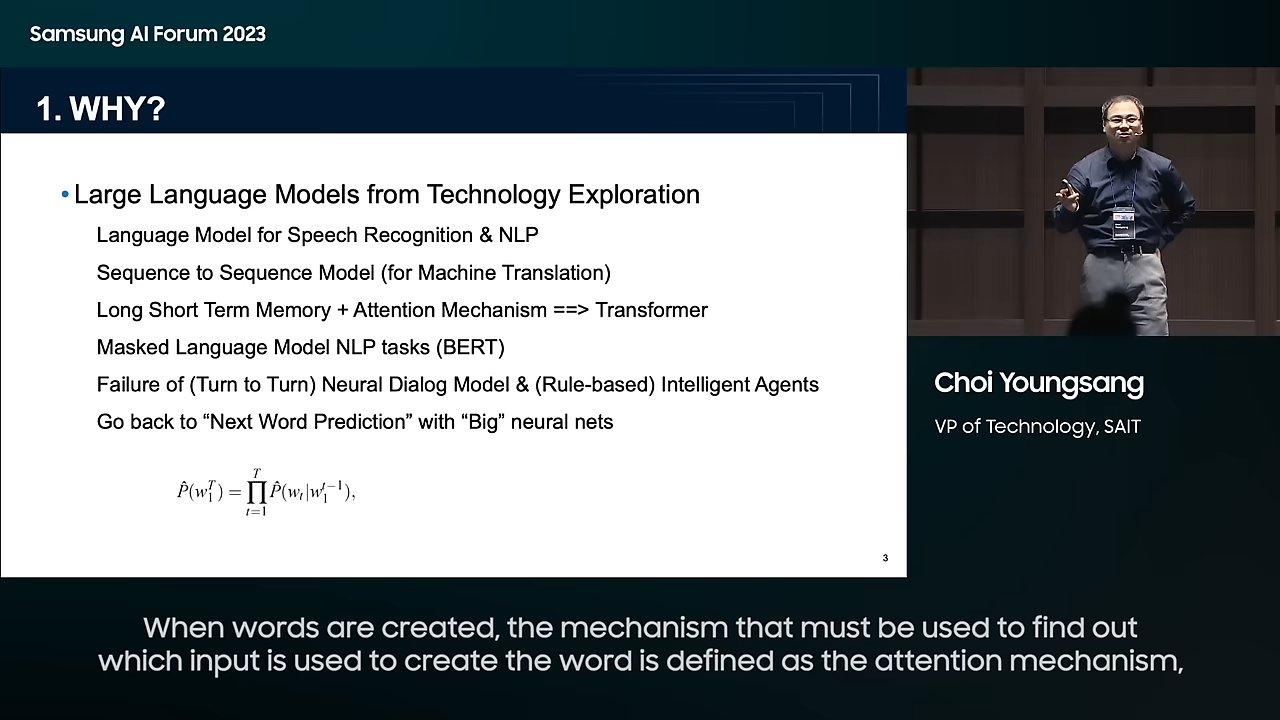 Samsung AI Forum 2023
1. WHY?
• Large Language Models from Technology Exploration
Language Model for Speech Recognition & NLP
Sequence to Sequence Model (for Machine Translation)
Long Short Term Memory + Attention Mechanism ==> Transformer
Masked Language Model NLP tasks (BERT)
Failure of (Turn to Turn) Neural Dialog Model & (Rule-based) Intelligent Agents
Go back to “Next Word Prediction” with “Big” neural nets
P̂(w₁ᵀ) = ∏ₜ₌₁ᵀ P̂(wₜ|w₁ᵗ⁻¹),
3
Choi Youngsang
VP of Technology, SAIT
When words are created, the mechanism that must be used to find out
which input is used to create the word is defined as the attention mechanism,